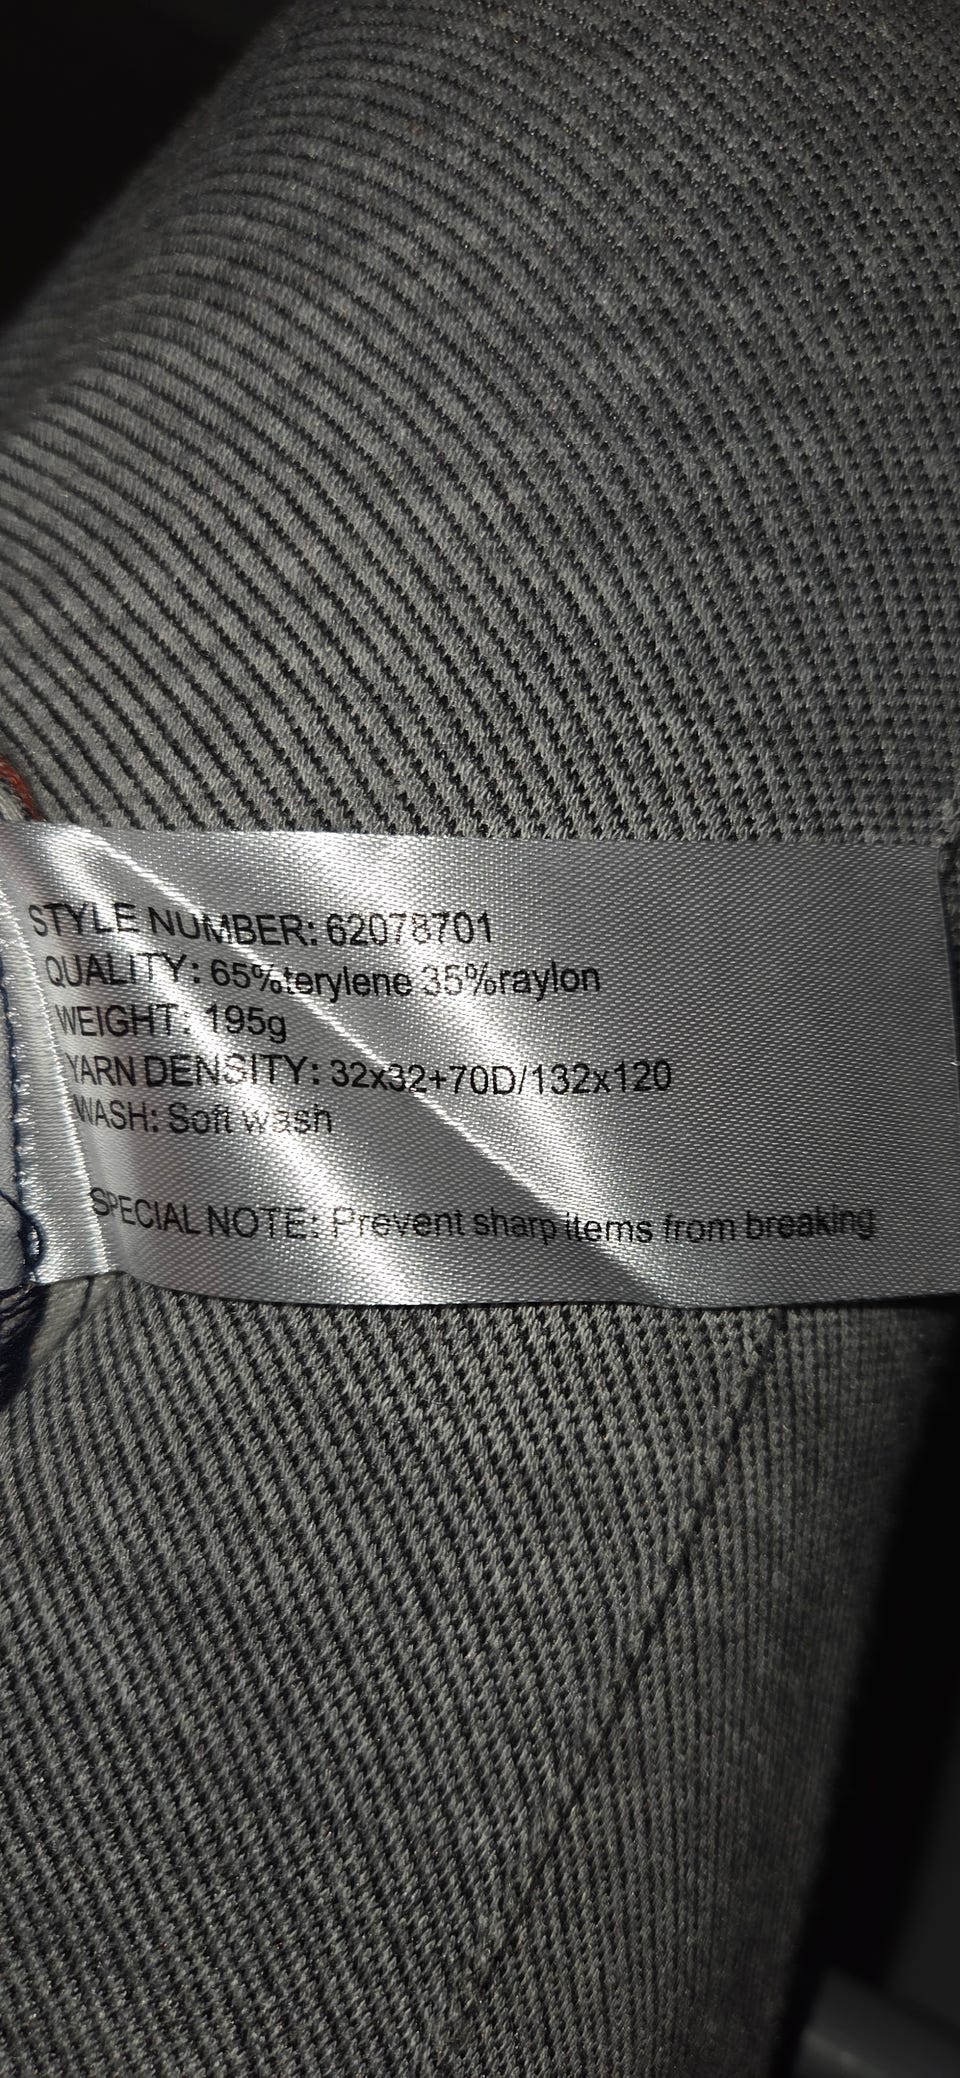 STYLE NUMBER: 62078701
QUALITY: 65%terylene 35%raylon
WEIGHT: 195g
YARN DENSITY: 32x32+70D/132x120
WASH: Soft wash
SPECIAL NOTE: Prevent sharp items from breaking